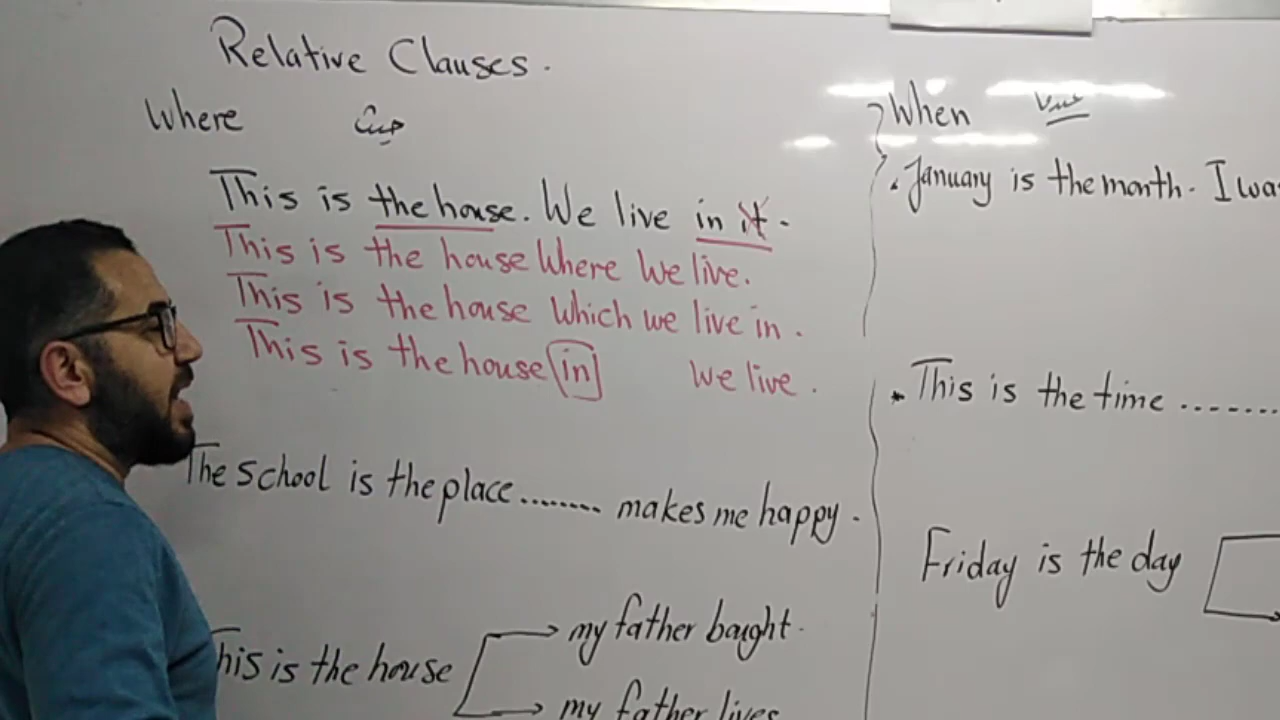 Relative Clauses.
Where حيث
This is the house. We live in it.
This is the house Where We live.
This is the house Which we live in.
This is the house in We live.
The school is the place ........ makes me happy.
This is the house
my father baught.
my father lives
When عندما
. January is the month. I was
This is the time .......
Friday is the day